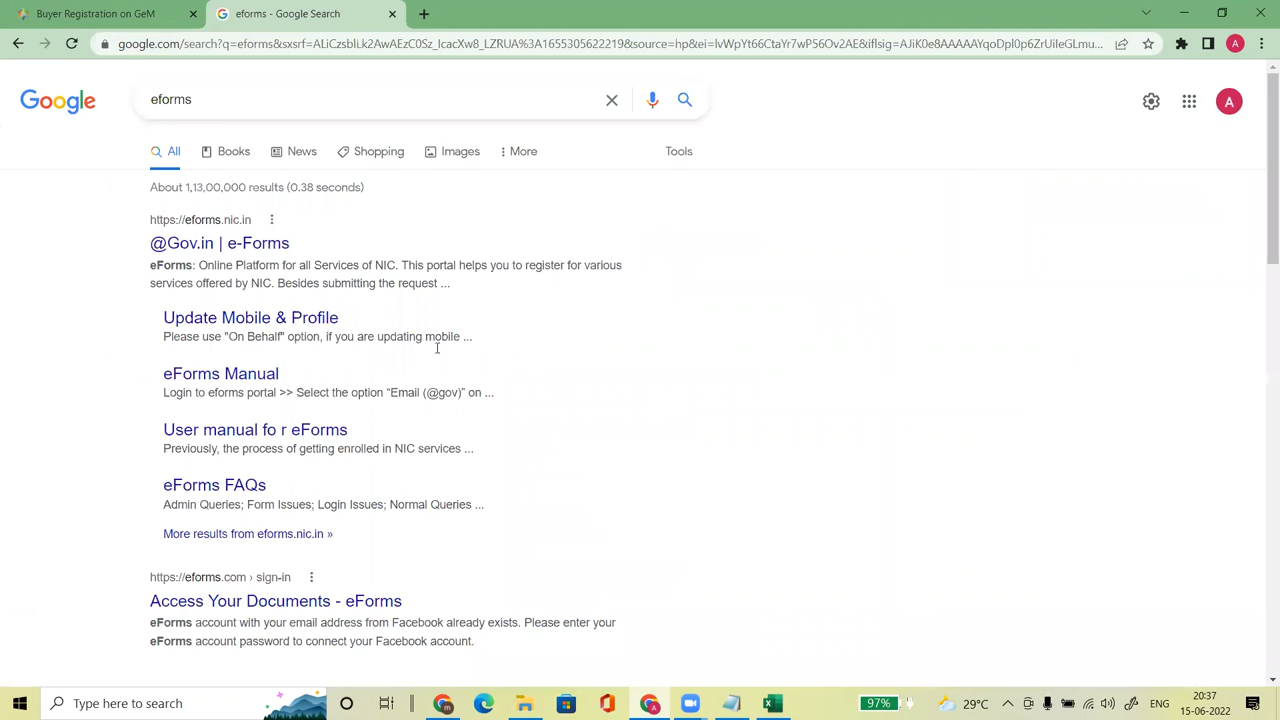 Buyer Registration on GeM
eforms - Google Search
google.com/search?q=eforms&sxsrf=ALiCzsblLk2AwAEzC0Sz_IcacXw8_LZRUA%3A1655305622219&source=hp&ei=lvWpYt66CtaYr7wP56Ov2AE&iflsig=AJiK0e8AAAAAYqoDpl0p6ZrUiIeGLmu...
A
Google
eforms
A
All
Books
News
Shopping
Images
More
Tools
About 1,13,00,000 results (0.38 seconds)
https://eforms.nic.in
@Gov.in | e-Forms
eForms: Online Platform for all Services of NIC. This portal helps you to register for various
services offered by NIC. Besides submitting the request ...
Update Mobile & Profile
Please use "On Behalf" option, if you are updating mobile ...
eForms Manual
Login to eforms portal >> Select the option “Email (@gov)” on ...
User manual fo r eForms
Previously, the process of getting enrolled in NIC services ...
eForms FAQs
Admin Queries; Form Issues; Login Issues; Normal Queries ...
More results from eforms.nic.in »
https://eforms.com › sign-in
Access Your Documents - eForms
eForms account with your email address from Facebook already exists. Please enter your
eForms account password to connect your Facebook account.
Type here to search
97%
29°C
ENG
20:37
15-06-2022